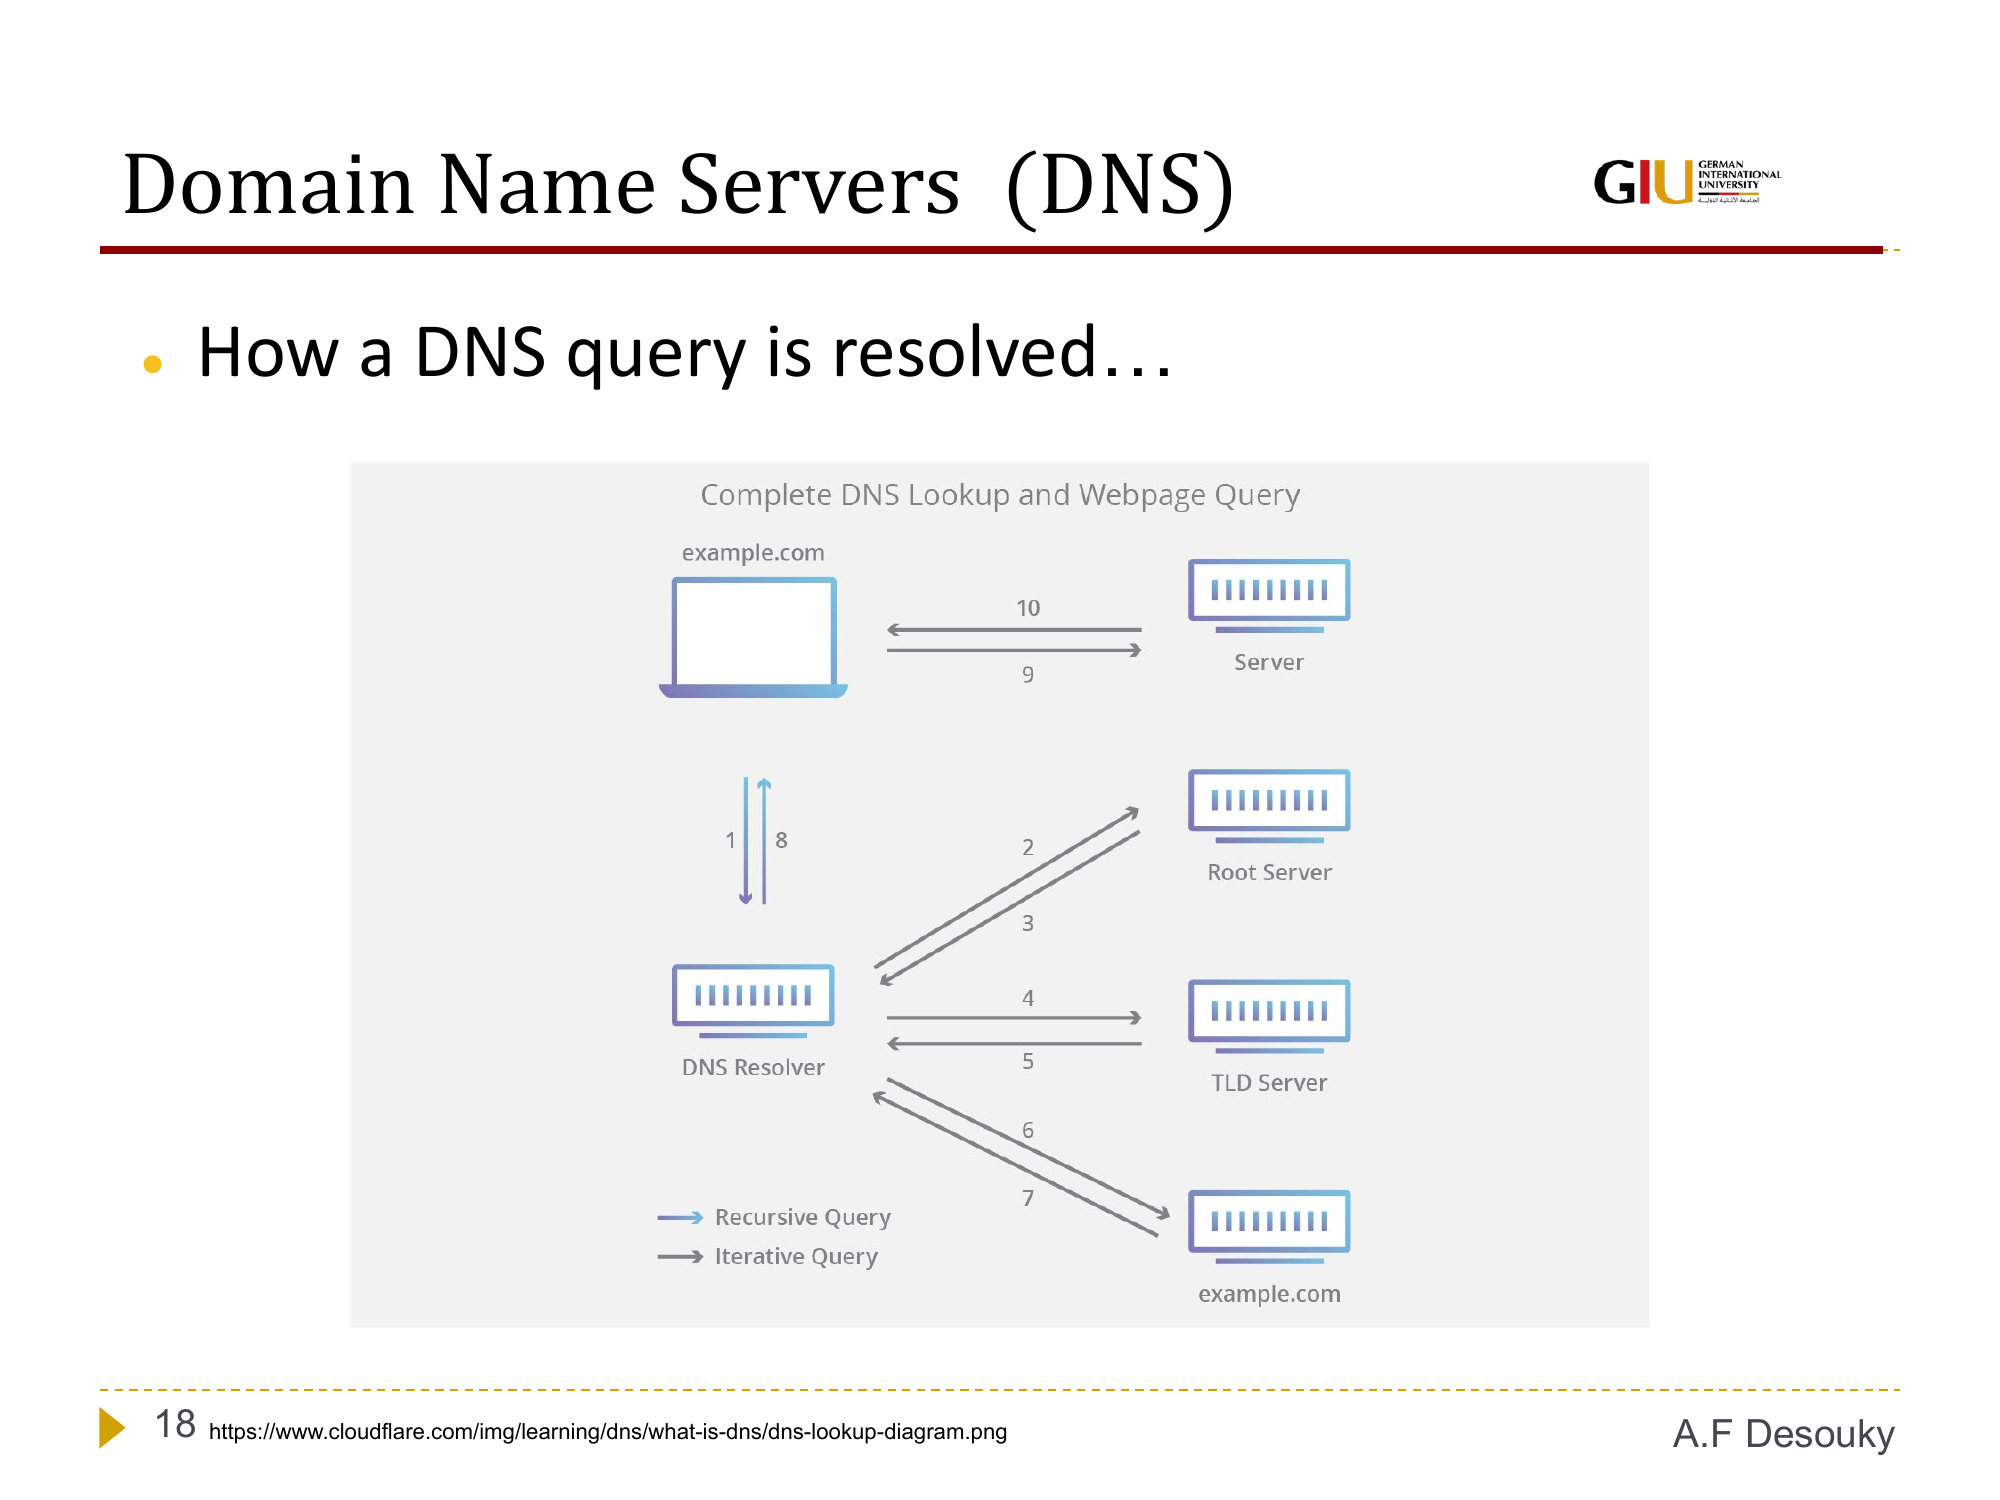 Domain Name Servers (DNS)
GIU
GERMAN
INTERNATIONAL
UNIVERSITY
الجامعة الألمانية الدولية
How a DNS query is resolved…
Complete DNS Lookup and Webpage Query
example.com
10
9
Server
1
8
2
3
Root Server
DNS Resolver
4
5
TLD Server
6
7
Recursive Query
Iterative Query
example.com
18
https://www.cloudflare.com/img/learning/dns/what-is-dns/dns-lookup-diagram.png
A.F Desouky